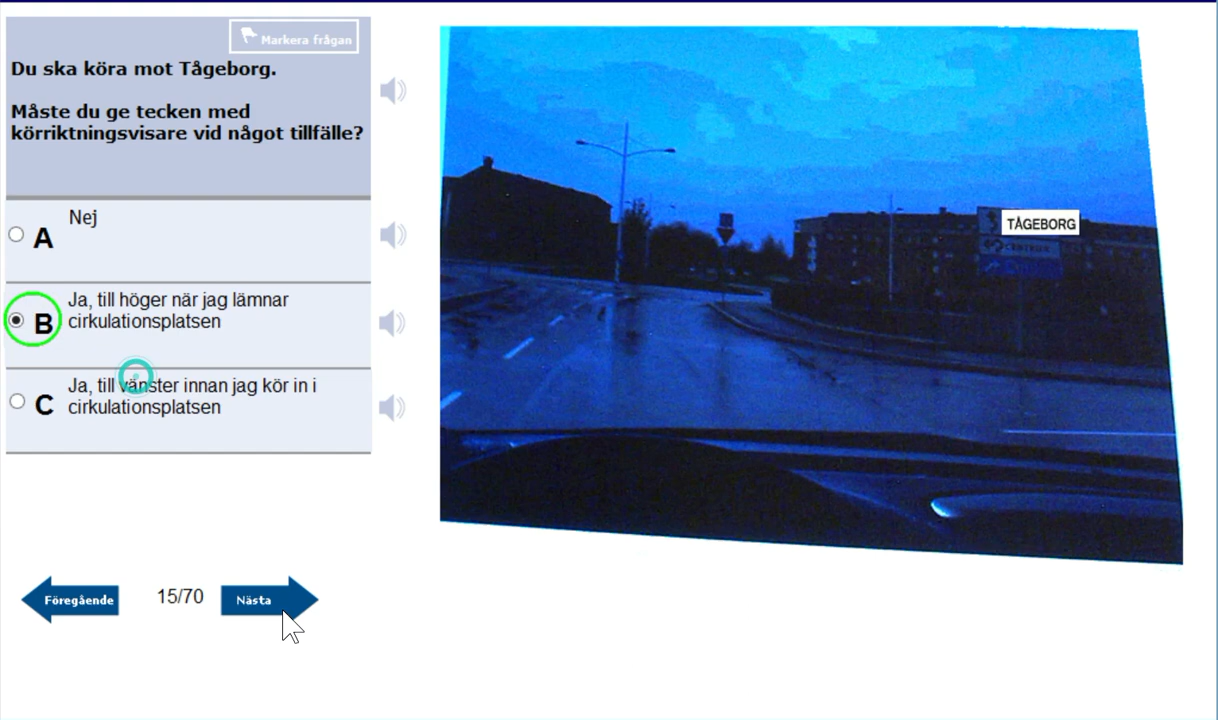 Markera frågan
Du ska köra mot Tågeborg.
Måste du ge tecken med
körriktningsvisare vid något tillfälle?
A
Nej
B
Ja, till höger när jag lämnar
cirkulationsplatsen
C
Ja, till vänster innan jag kör in i
cirkulationsplatsen
TÅGEBORG
CENTRUM
Föregående
15/70
Nästa